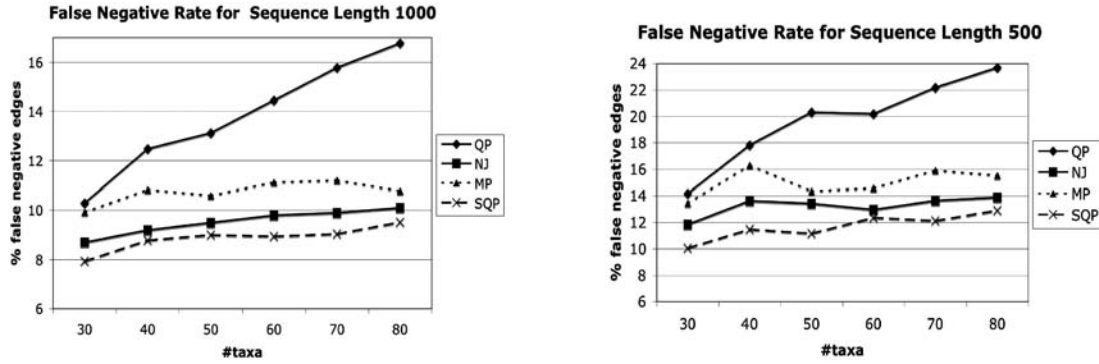 False Negative Rate for Sequence Length 1000
% false negative edges
16
14
12
10
8
6
30 40 50 60 70 80
#taxa
QP
NJ
MP
SQP
False Negative Rate for Sequence Length 500
% false negative edges
24
22
20
18
16
14
12
10
8
6
30 40 50 60 70 80
#taxa
QP
NJ
MP
SQP